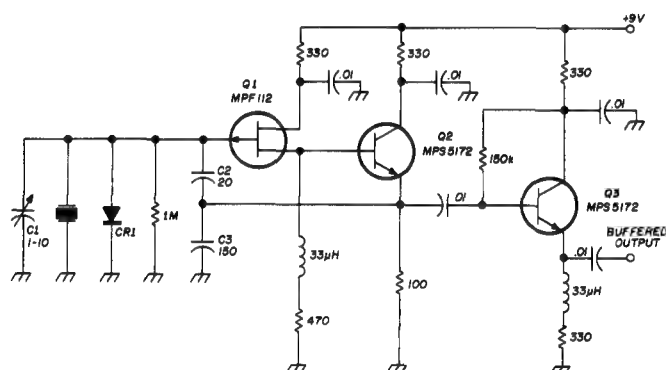 +9V
330
330
330
.01
.01
.01
Q1
MPF112
Q2
MPS5172
150k
Q3
MPS5172
C2
20
.01
C1
1-10
CR1
1M
C3
150
33µH
100
BUFFERED
OUTPUT
.01
33µH
470
330